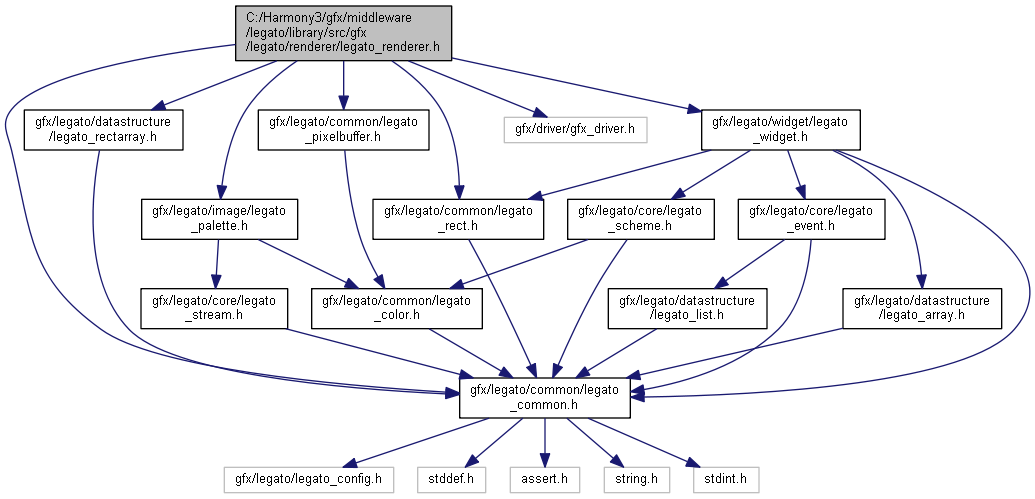 C:/Harmony3/gfx/middleware
/legato/library/src/gfx
/legato/renderer/legato_renderer.h
gfx/legato/datastructure
/legato_rectarray.h
gfx/legato/common/legato
_pixelbuffer.h
gfx/driver/gfx_driver.h
gfx/legato/widget/legato
_widget.h
gfx/legato/image/legato
_palette.h
gfx/legato/common/legato
_rect.h
gfx/legato/core/legato
_scheme.h
gfx/legato/core/legato
_event.h
gfx/legato/core/legato
_stream.h
gfx/legato/common/legato
_color.h
gfx/legato/datastructure
/legato_list.h
gfx/legato/datastructure
/legato_array.h
gfx/legato/common/legato
_common.h
gfx/legato/legato_config.h
stddef.h
assert.h
string.h
stdint.h